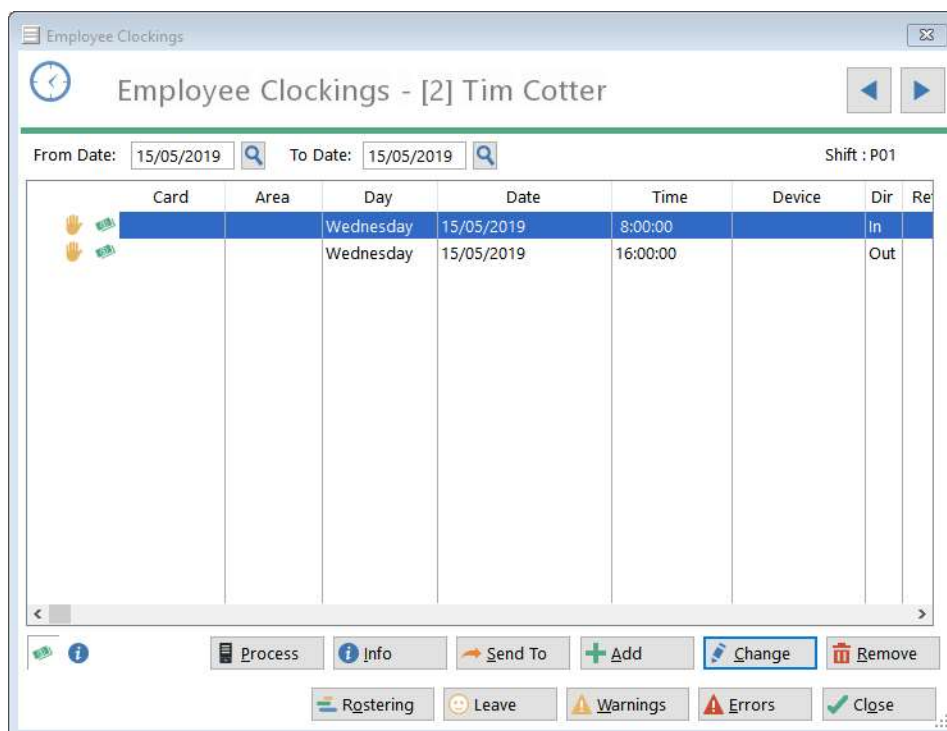 Employee Clockings
Employee Clockings - [2] Tim Cotter
From Date: 15/05/2019 To Date: 15/05/2019 Shift : P01
Card Area Day Date Time Device Dir Re
Wednesday 15/05/2019 8:00:00 In
Wednesday 15/05/2019 16:00:00 Out
Process Info Send To Add Change Remove
Rostering Leave Warnings Errors Close